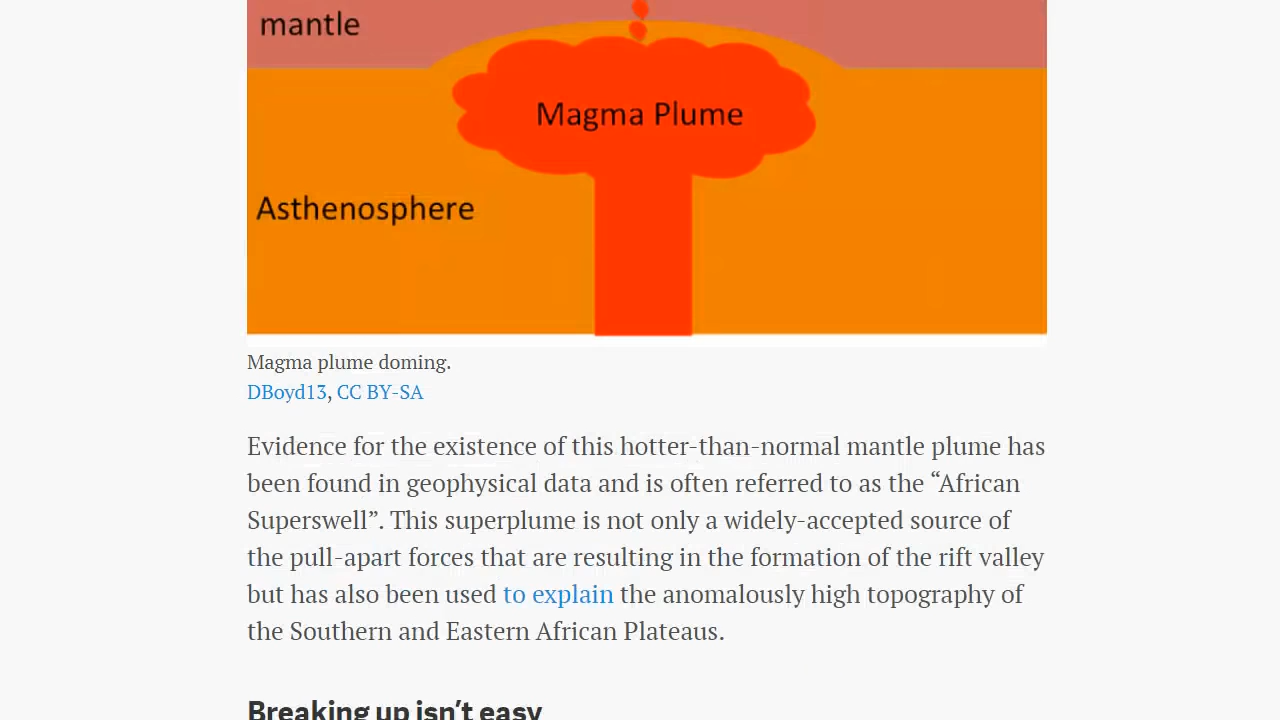 mantle
Magma Plume
Asthenosphere
Magma plume doming.
DBoyd13, CC BY-SA
Evidence for the existence of this hotter-than-normal mantle plume has
been found in geophysical data and is often referred to as the “African
Superswell”. This superplume is not only a widely-accepted source of
the pull-apart forces that are resulting in the formation of the rift valley
but has also been used to explain the anomalously high topography of
the Southern and Eastern African Plateaus.
Breaking up isn’t easy